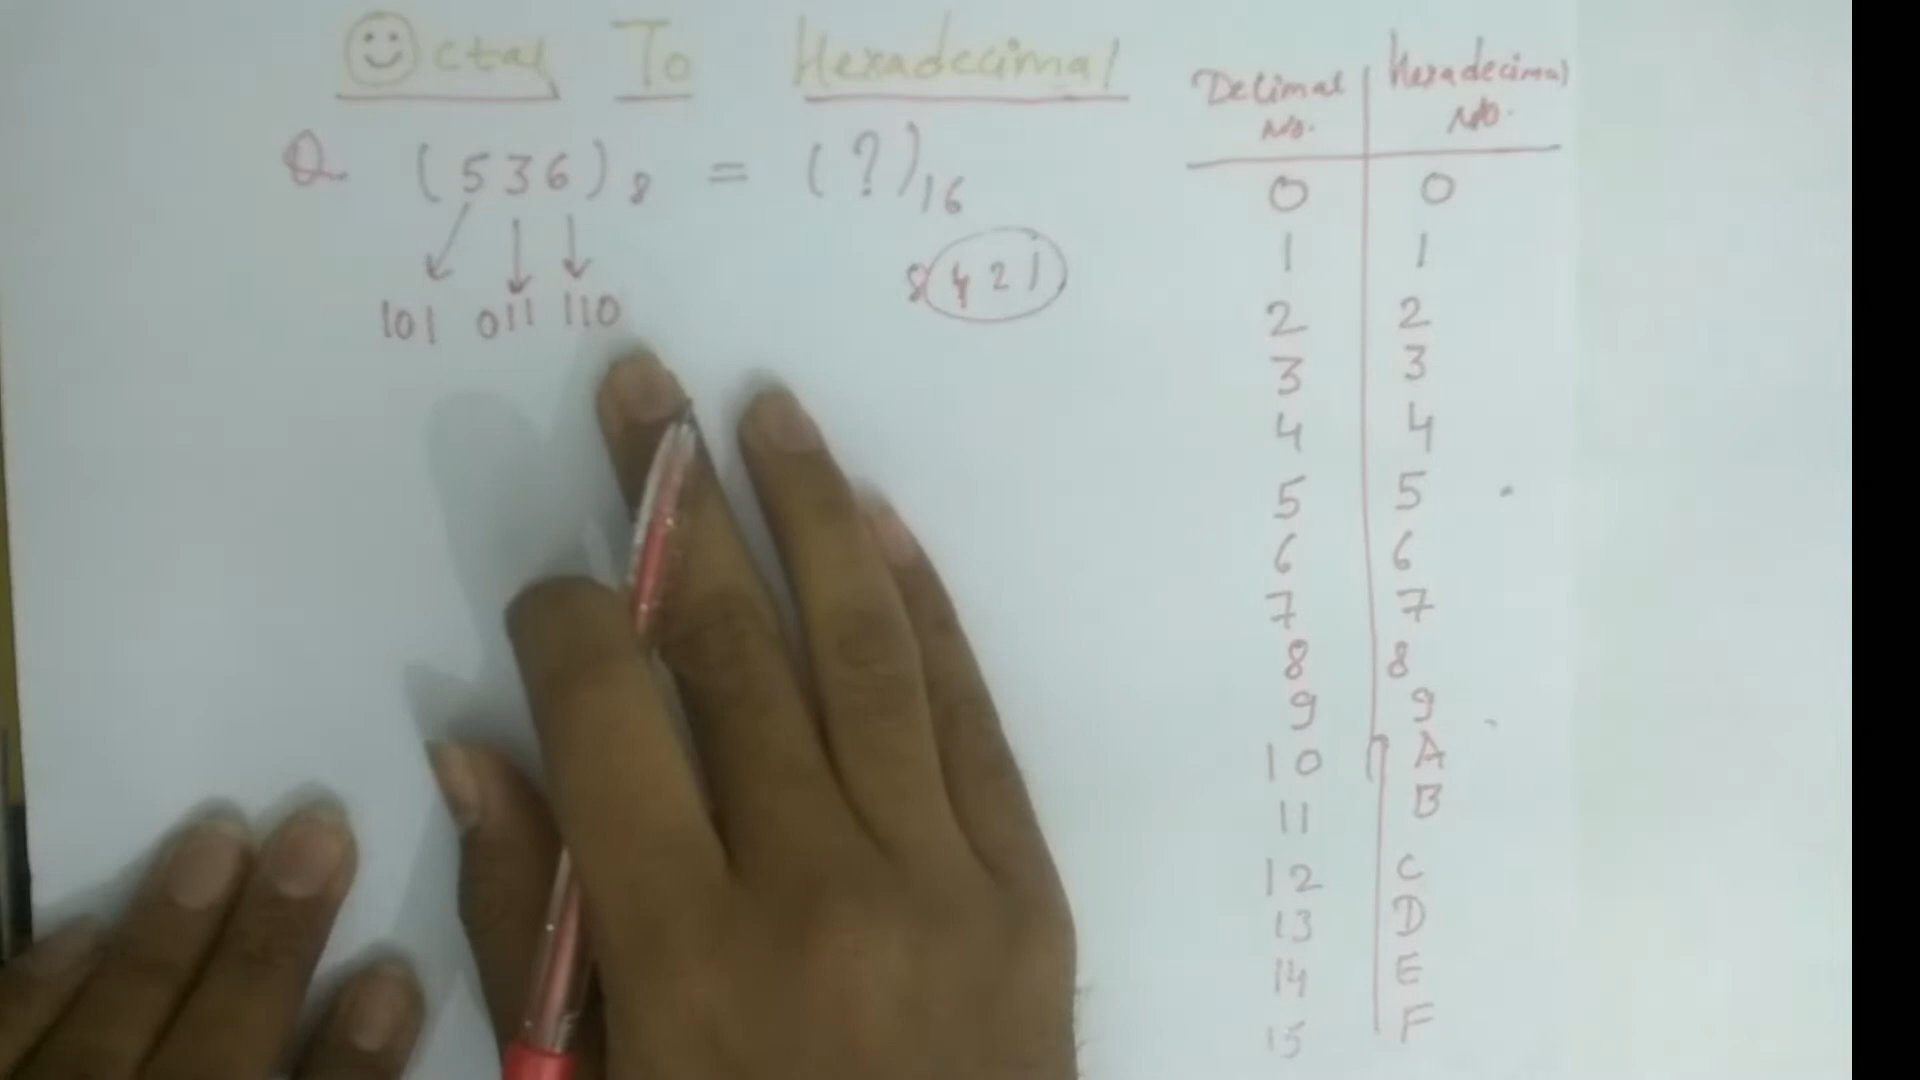 Octal To Hexadecimal
Q (536)8 = (?)16
8 4 2 1
101 011 110
Decimal No. Hexadecimal No.
0 0
1 1
2 2
3 3
4 4
5 5
6 6
7 7
8 8
9 9
10 A
11 B
12 C
13 D
14 E
15 F